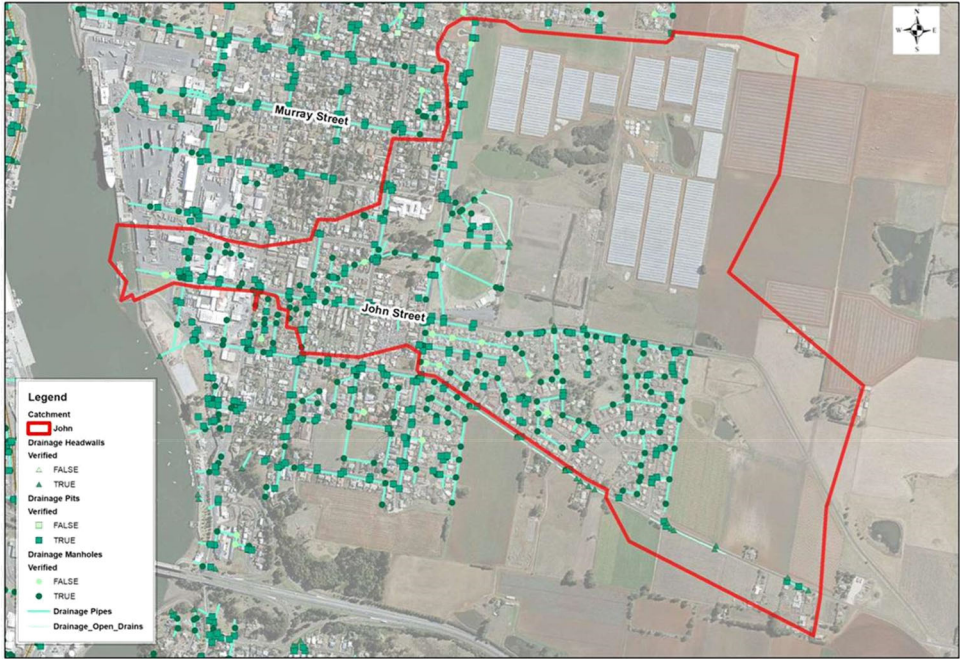 N
W E
S
Murray Street
John Street
Legend
Catchment
John
Drainage Headwalls
Verified
FALSE
TRUE
Drainage Pits
Verified
FALSE
TRUE
Drainage Manholes
Verified
FALSE
TRUE
Drainage Pipes
Drainage_Open_Drains